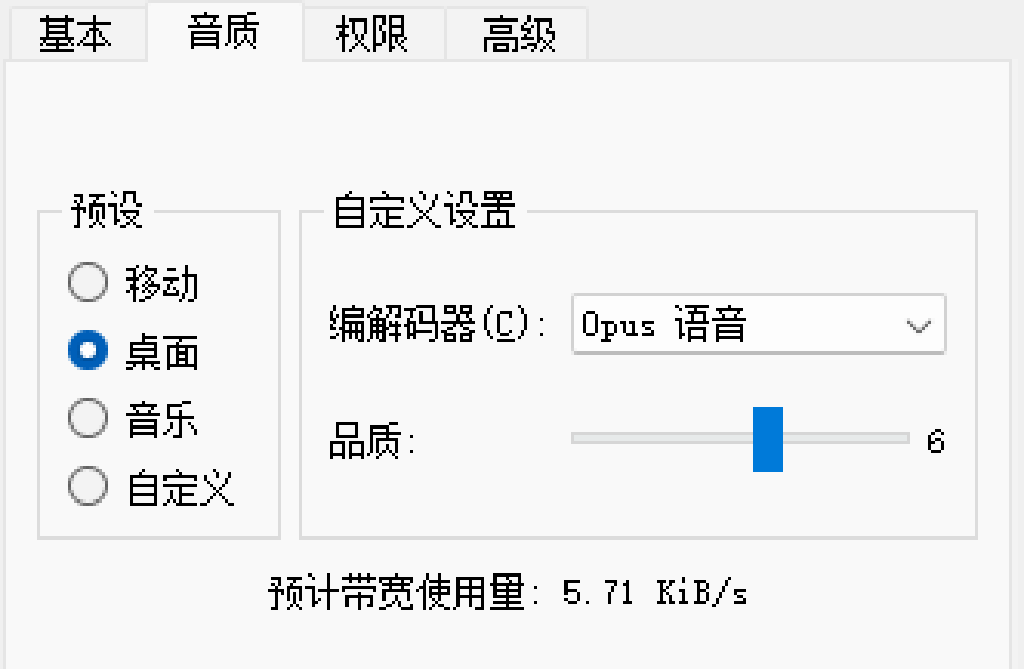 基本 音质 权限 高级
预设
移动
桌面
音乐
自定义
自定义设置
编解码器(C): Opus 语音
品质: 6
预计带宽使用量: 5.71 KiB/s